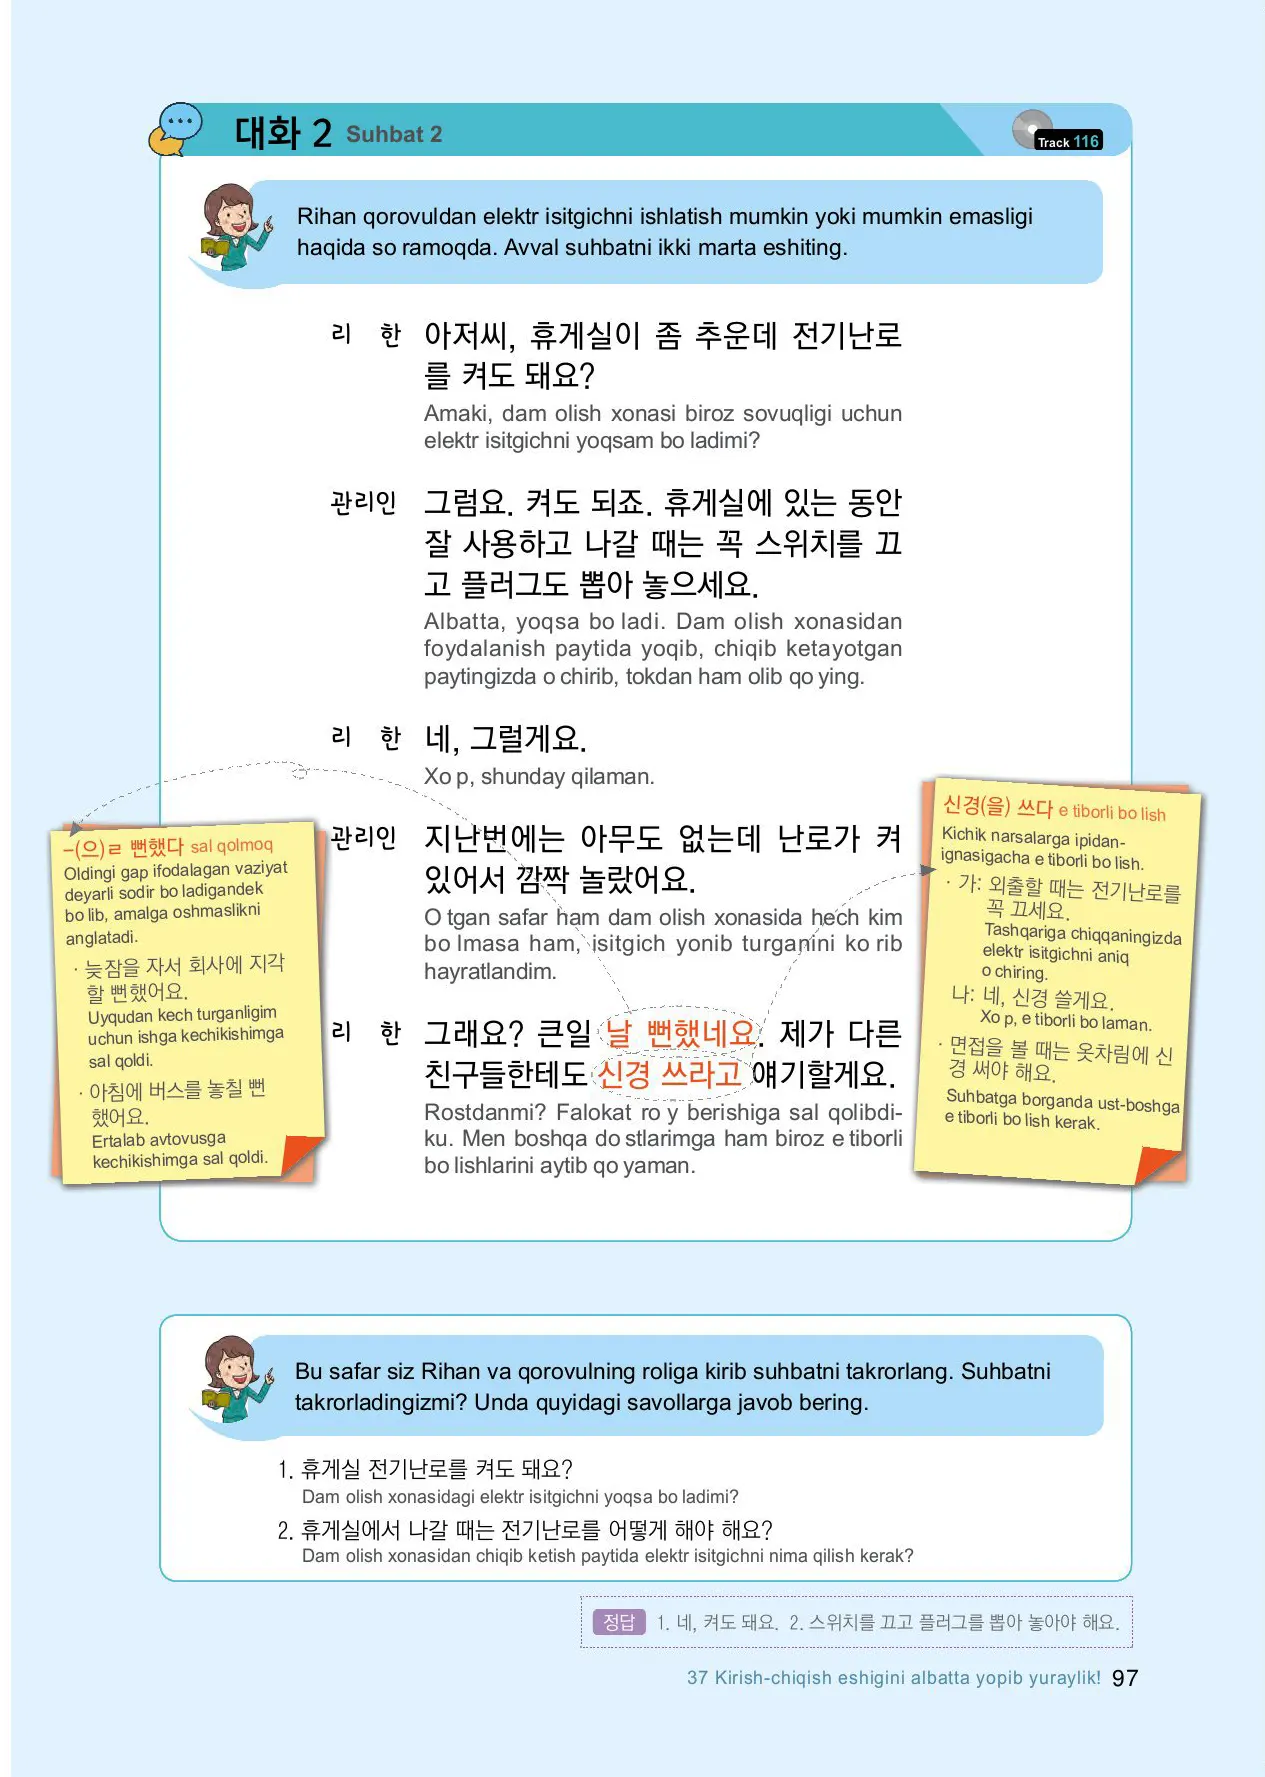 대화 2 Suhbat 2
Track 116
Rihan qorovuldan elektr isitgichni ishlatish mumkin yoki mumkin emasligi
haqida so ramoqda. Avval suhbatni ikki marta eshiting.
리 한 아저씨, 휴게실이 좀 추운데 전기난로
를 켜도 돼요?
Amaki, dam olish xonasi biroz sovuqligi uchun
elektr isitgichni yoqsam bo ladimi?
관리인 그럼요. 켜도 되죠. 휴게실에 있는 동안
잘 사용하고 나갈 때는 꼭 스위치를 끄
고 플러그도 뽑아 놓으세요.
Albatta, yoqsa bo ladi. Dam olish xonasidan
foydalanish paytida yoqib, chiqib ketayotgan
paytingizda o chirib, tokdan ham olib qo ying.
리 한 네, 그럴게요.
Xo p, shunday qilaman.
관리인 지난번에는 아무도 없는데 난로가 켜
있어서 깜짝 놀랐어요.
O tgan safar ham dam olish xonasida hech kim
bo lmasa ham, isitgich yonib turganini ko rib
hayratlandim.
리 한 그래요? 큰일 날 뻔했네요. 제가 다른
친구들한테도 신경 쓰라고 얘기할게요.
Rostdanmi? Falokat ro y berishiga sal qolibdi-
ku. Men boshqa do stlarimga ham biroz e tiborli
bo lishlarini aytib qo yaman.
-(으)ㄹ 뻔했다 sal qolmoq
Oldingi gap ifodalagan vaziyat
deyarli sodir bo ladigandek
bo lib, amalga oshmaslikni
anglatadi.
· 늦잠을 자서 회사에 지각
할 뻔했어요.
Uyqudan kech turganligim
uchun ishga kechikishimga
sal qoldi.
· 아침에 버스를 놓칠 뻔
했어요.
Ertalab avtovusga
kechikishimga sal qoldi.
신경(을) 쓰다 e tiborli bo lish
Kichik narsalarga ipidan-
ignasigacha e tiborli bo lish.
· 가: 외출할 때는 전기난로를
꼭 끄세요.
Tashqariga chiqqaningizda
elektr isitgichni aniq
o chiring.
나: 네, 신경 쓸게요.
Xo p, e tiborli bo laman.
· 면접을 볼 때는 옷차림에 신
경 써야 해요.
Suhbatga borganda ust-boshga
e tiborli bo lish kerak.
Bu safar siz Rihan va qorovulning roliga kirib suhbatni takrorlang. Suhbatni
takrorladingizmi? Unda quyidagi savollarga javob bering.
1. 휴게실 전기난로를 켜도 돼요?
Dam olish xonasidagi elektr isitgichni yoqsa bo ladimi?
2. 휴게실에서 나갈 때는 전기난로를 어떻게 해야 해요?
Dam olish xonasidan chiqib ketish paytida elektr isitgichni nima qilish kerak?
정답 1. 네, 켜도 돼요. 2. 스위치를 끄고 플러그를 뽑아 놓아야 해요.
37 Kirish-chiqish eshigini albatta yopib yuraylik! 97